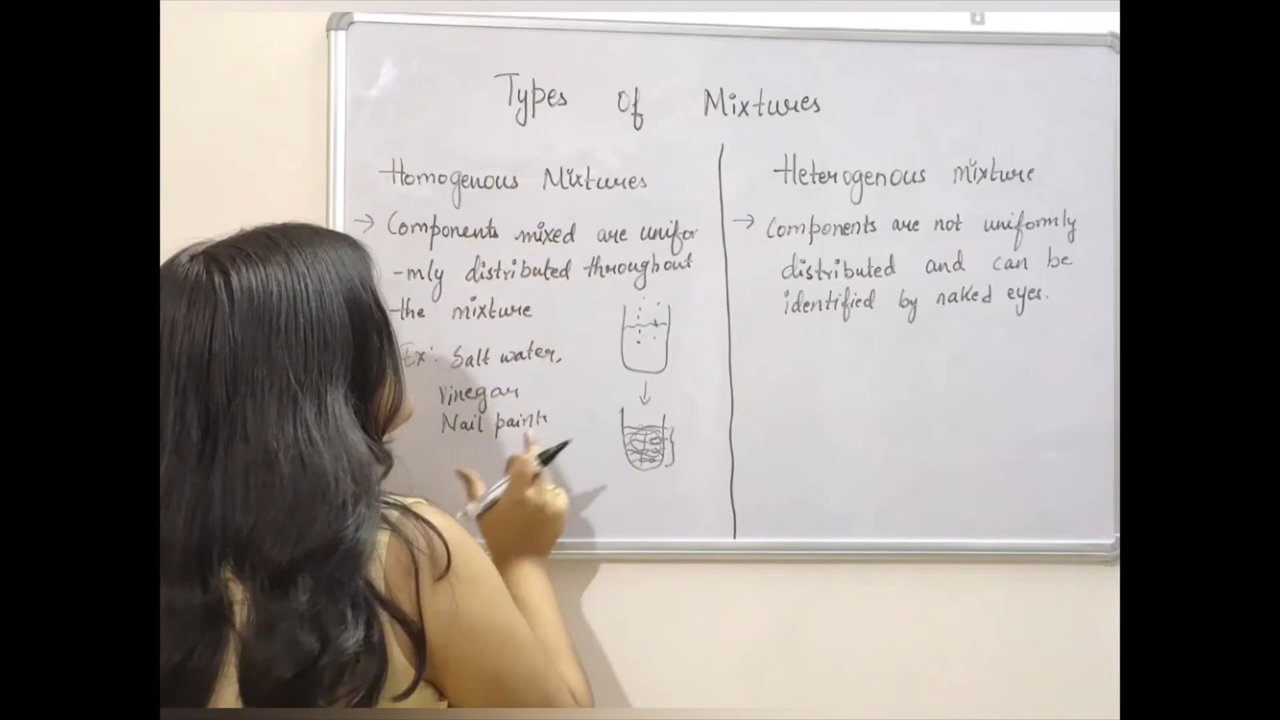 Types of Mixtures
Homogenous Mixtures
→ Components mixed are unifor
-mly distributed throughout
the mixture
Ex: Salt water,
Vinegar
Nail paint
Heterogenous mixture
→ Components are not uniformly
distributed and can be
identified by naked eyes.